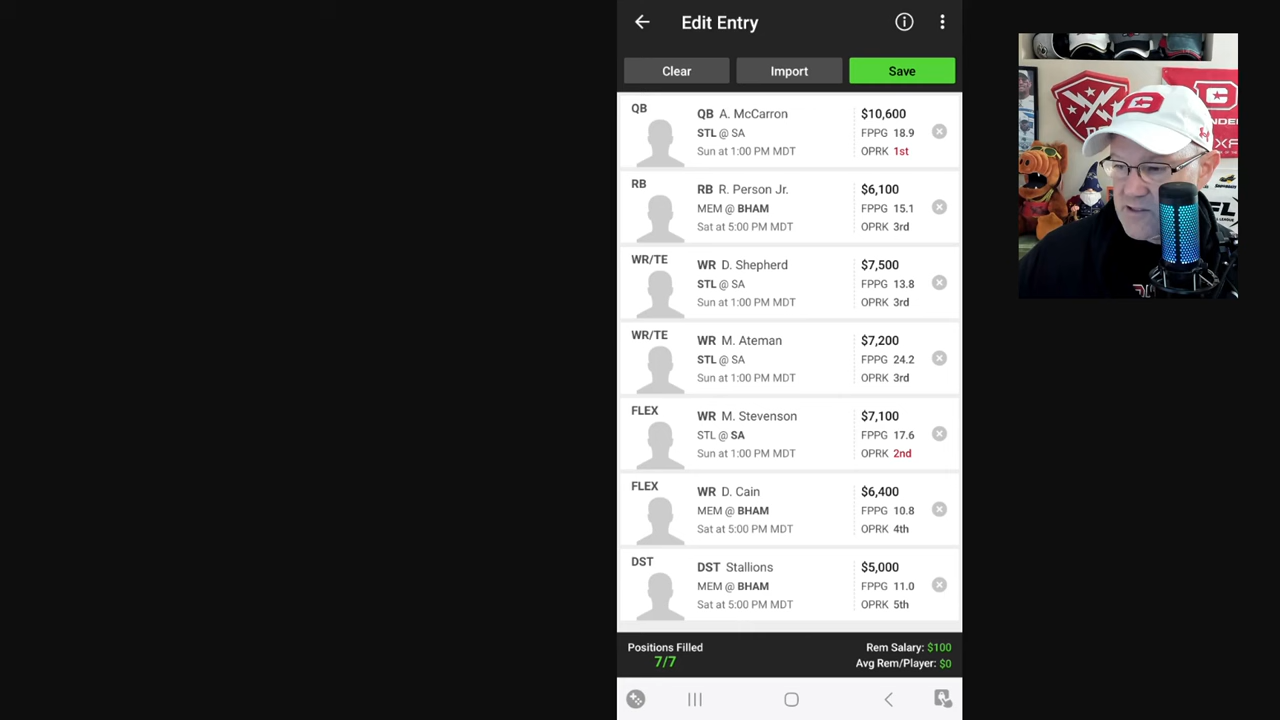 Edit Entry
Clear
Import
Save
QB
QB A. McCarron
$10,600
STL @ SA
FPPG 18.9
Sun at 1:00 PM MDT
OPRK 1st
RB
RB R. Person Jr.
$6,100
MEM @ BHAM
FPPG 15.1
Sat at 5:00 PM MDT
OPRK 3rd
WR/TE
WR D. Shepherd
$7,500
STL @ SA
FPPG 13.8
Sun at 1:00 PM MDT
OPRK 3rd
WR/TE
WR M. Ateman
$7,200
STL @ SA
FPPG 24.2
Sun at 1:00 PM MDT
OPRK 3rd
FLEX
WR M. Stevenson
$7,100
STL @ SA
FPPG 17.6
Sun at 1:00 PM MDT
OPRK 2nd
FLEX
WR D. Cain
$6,400
MEM @ BHAM
FPPG 10.8
Sat at 5:00 PM MDT
OPRK 4th
DST
DST Stallions
$5,000
MEM @ BHAM
FPPG 11.0
Sat at 5:00 PM MDT
OPRK 5th
Positions Filled
7/7
Rem Salary: $100
Avg Rem/Player: $0